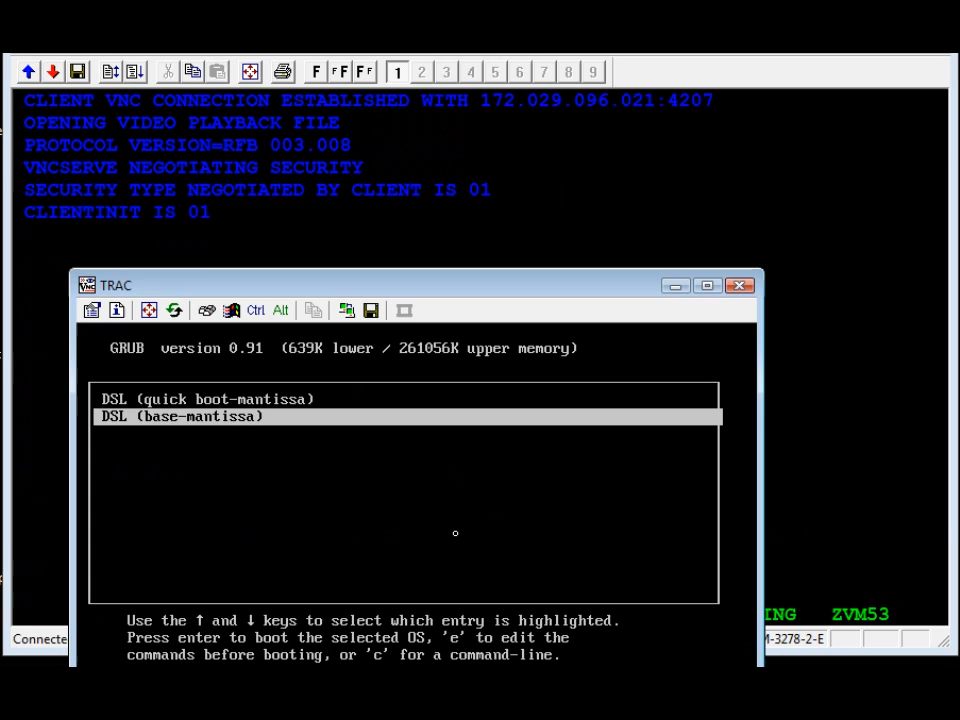 F F F F F 1 2 3 4 5 6 7 8 9
CLIENT VNC CONNECTION ESTABLISHED WITH 172.029.096.021:4207
OPENING VIDEO PLAYBACK FILE
PROTOCOL VERSION=RFB 003.008
VNCSERVE NEGOTIATING SECURITY
SECURITY TYPE NEGOTIATED BY CLIENT IS 01
CLIENTINIT IS 01
TRAC
Ctrl Alt
GRUB version 0.91 (639K lower / 261056K upper memory)
DSL (quick boot-mantissa)
DSL (base-mantissa)
Use the ↑ and ↓ keys to select which entry is highlighted.
Press enter to boot the selected OS, 'e' to edit the
commands before booting, or 'c' for a command-line.
ING ZVM53
Connecte
M-3278-2-E